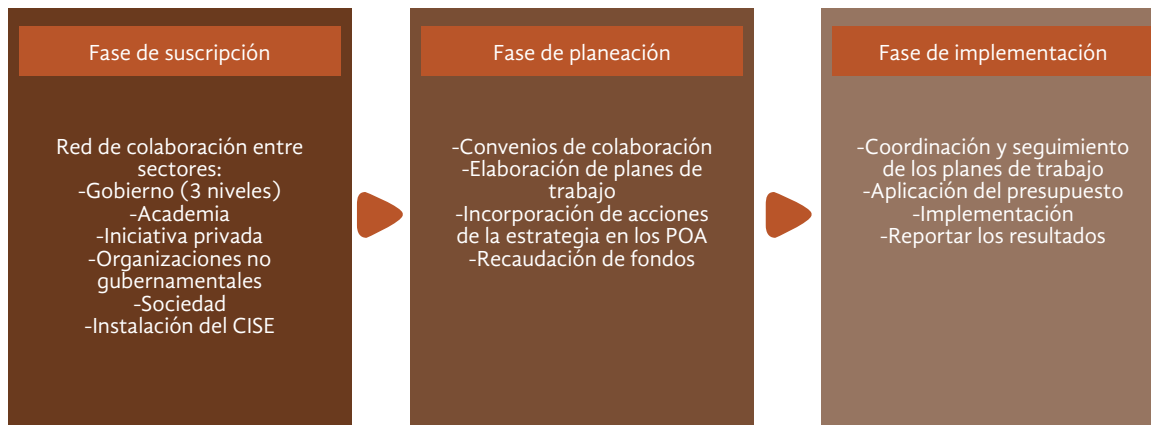 Fase de suscripción
Red de colaboración entre
sectores:
-Gobierno (3 niveles)
-Academia
-Iniciativa privada
-Organizaciones no
gubernamentales
-Sociedad
-Instalación del CISE
Fase de planeación
-Convenios de colaboración
-Elaboración de planes de
trabajo
-Incorporación de acciones
de la estrategia en los POA
-Recaudación de fondos
Fase de implementación
-Coordinación y seguimiento
de los planes de trabajo
-Aplicación del presupuesto
-Implementación
-Reportar los resultados